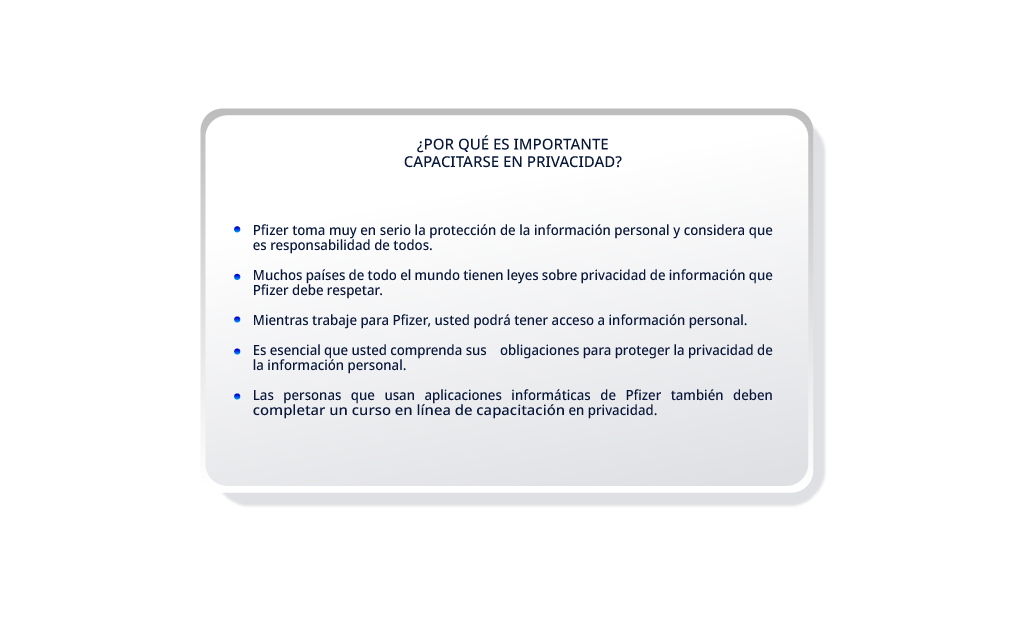 ¿POR QUÉ ES IMPORTANTE
CAPACITARSE EN PRIVACIDAD?
Pfizer toma muy en serio la protección de la información personal y considera que
es responsabilidad de todos.
Muchos países de todo el mundo tienen leyes sobre privacidad de información que
Pfizer debe respetar.
Mientras trabaje para Pfizer, usted podrá tener acceso a información personal.
Es esencial que usted comprenda sus obligaciones para proteger la privacidad de
la información personal.
Las personas que usan aplicaciones informáticas de Pfizer también deben
completar un curso en línea de capacitación en privacidad.